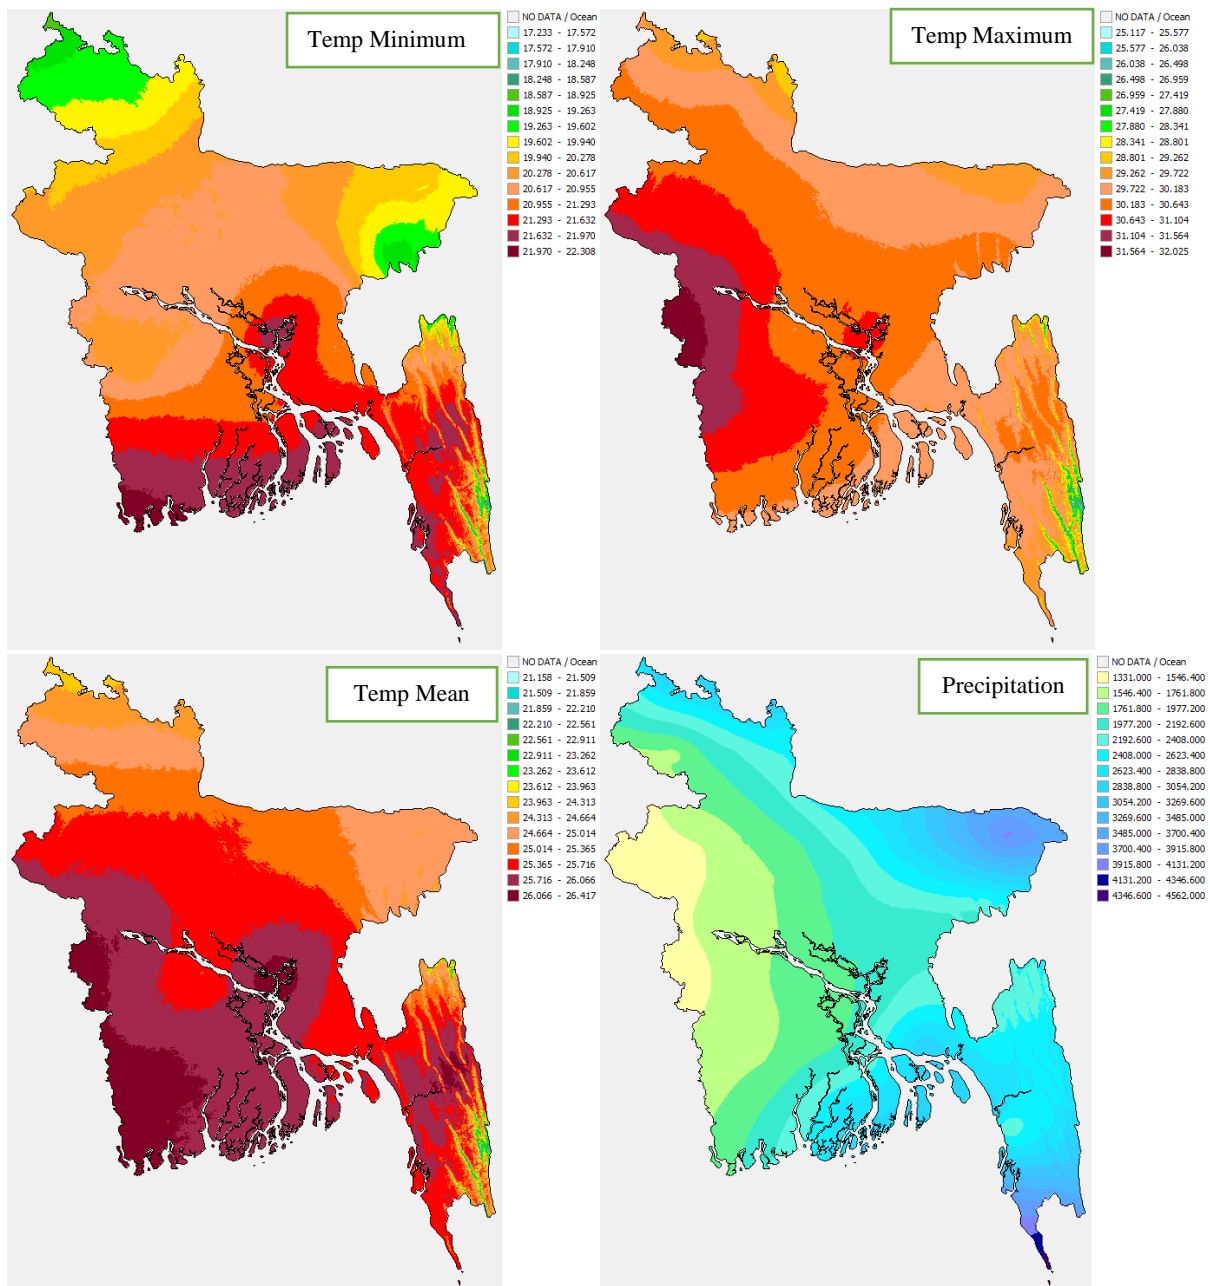 Temp Minimum
NO DATA / Ocean
17.233 - 17.572
17.572 - 17.910
17.910 - 18.248
18.248 - 18.587
18.587 - 18.925
18.925 - 19.263
19.263 - 19.602
19.602 - 19.940
19.940 - 20.278
20.278 - 20.617
20.617 - 20.955
20.955 - 21.293
21.293 - 21.632
21.632 - 21.970
21.970 - 22.308
Temp Maximum
NO DATA / Ocean
25.117 - 25.577
25.577 - 26.038
26.038 - 26.498
26.498 - 26.959
26.959 - 27.419
27.419 - 27.880
27.880 - 28.341
28.341 - 28.801
28.801 - 29.262
29.262 - 29.722
29.722 - 30.183
30.183 - 30.643
30.643 - 31.104
31.104 - 31.564
31.564 - 32.025
Temp Mean
NO DATA / Ocean
21.158 - 21.509
21.509 - 21.859
21.859 - 22.210
22.210 - 22.561
22.561 - 22.911
22.911 - 23.262
23.262 - 23.612
23.612 - 23.963
23.963 - 24.313
24.313 - 24.664
24.664 - 25.014
25.014 - 25.365
25.365 - 25.716
25.716 - 26.066
26.066 - 26.417
Precipitation
NO DATA / Ocean
1331.000 - 1546.400
1546.400 - 1761.800
1761.800 - 1977.200
1977.200 - 2192.600
2192.600 - 2408.000
2408.000 - 2623.400
2623.400 - 2838.800
2838.800 - 3054.200
3054.200 - 3269.600
3269.600 - 3485.000
3485.000 - 3700.400
3700.400 - 3915.800
3915.800 - 4131.200
4131.200 - 4346.600
4346.600 - 4562.000